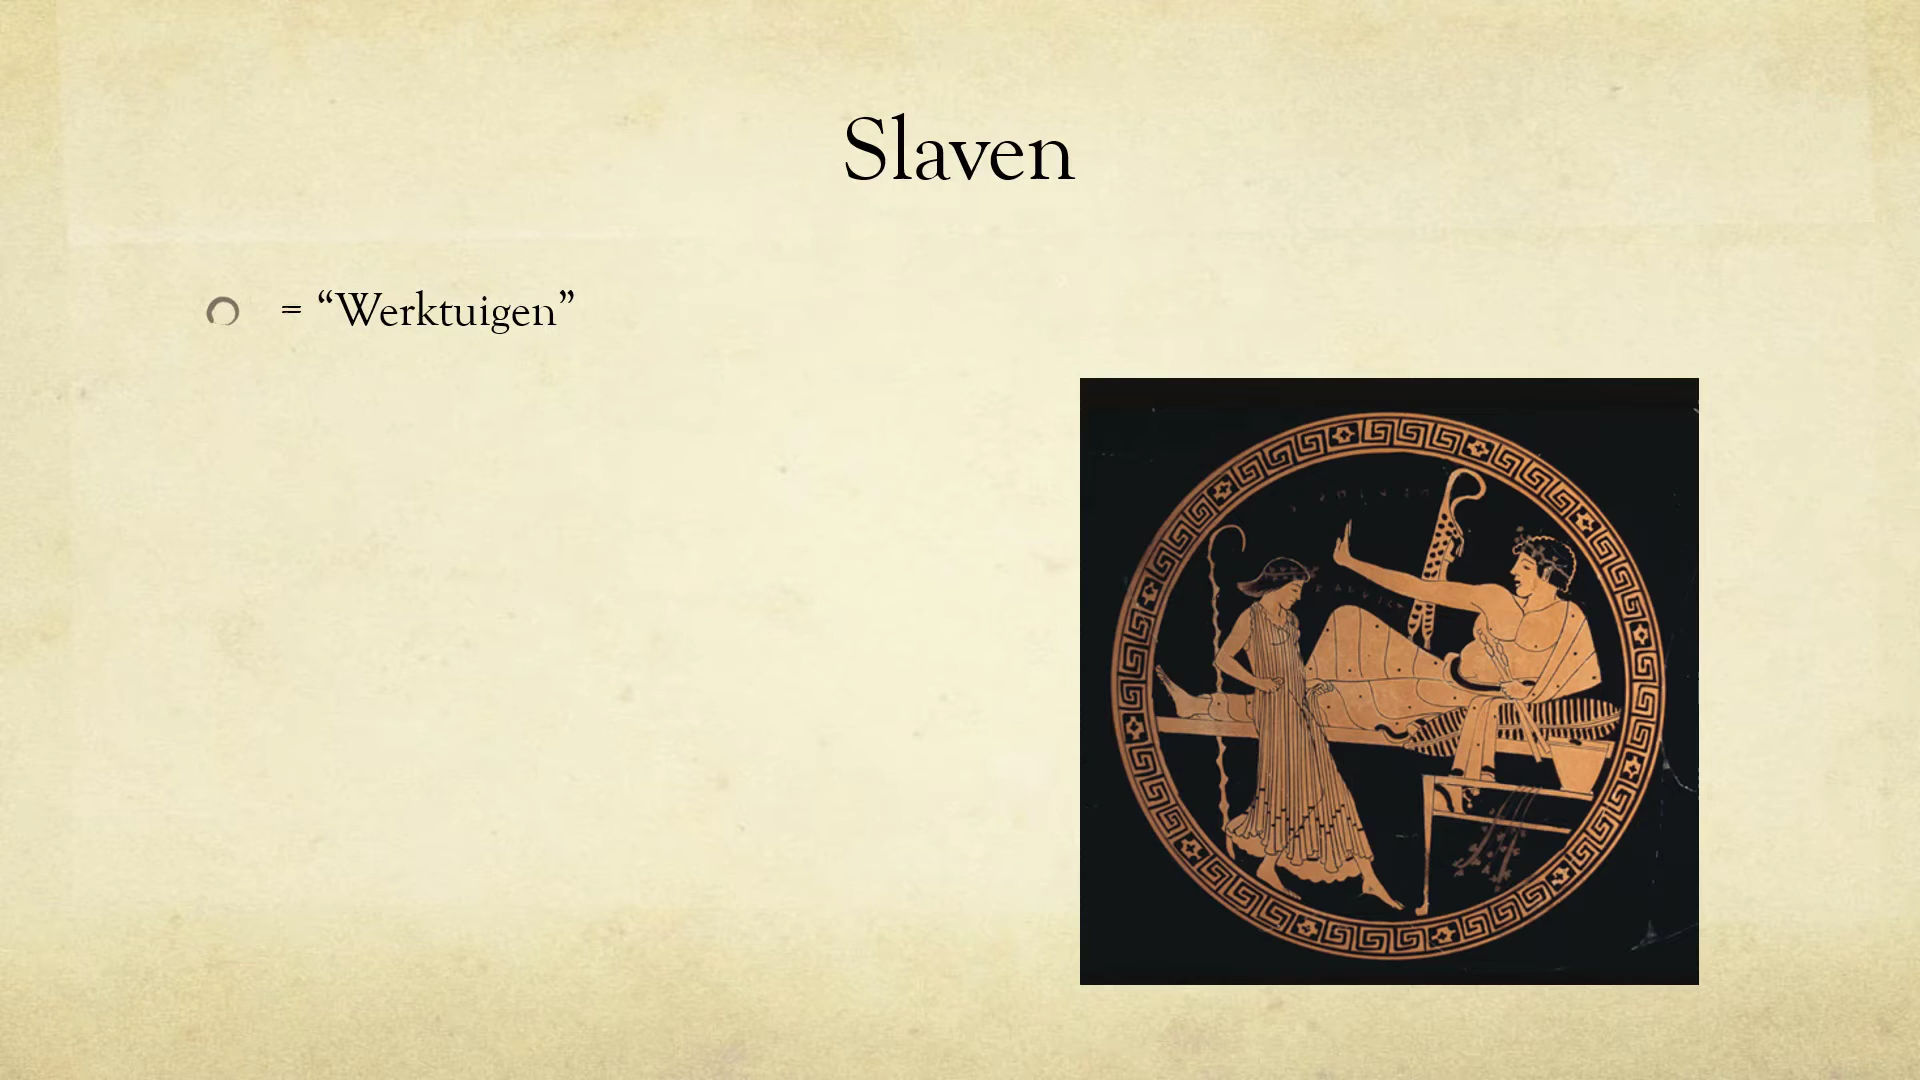 Slaven
= “Werktuigen”